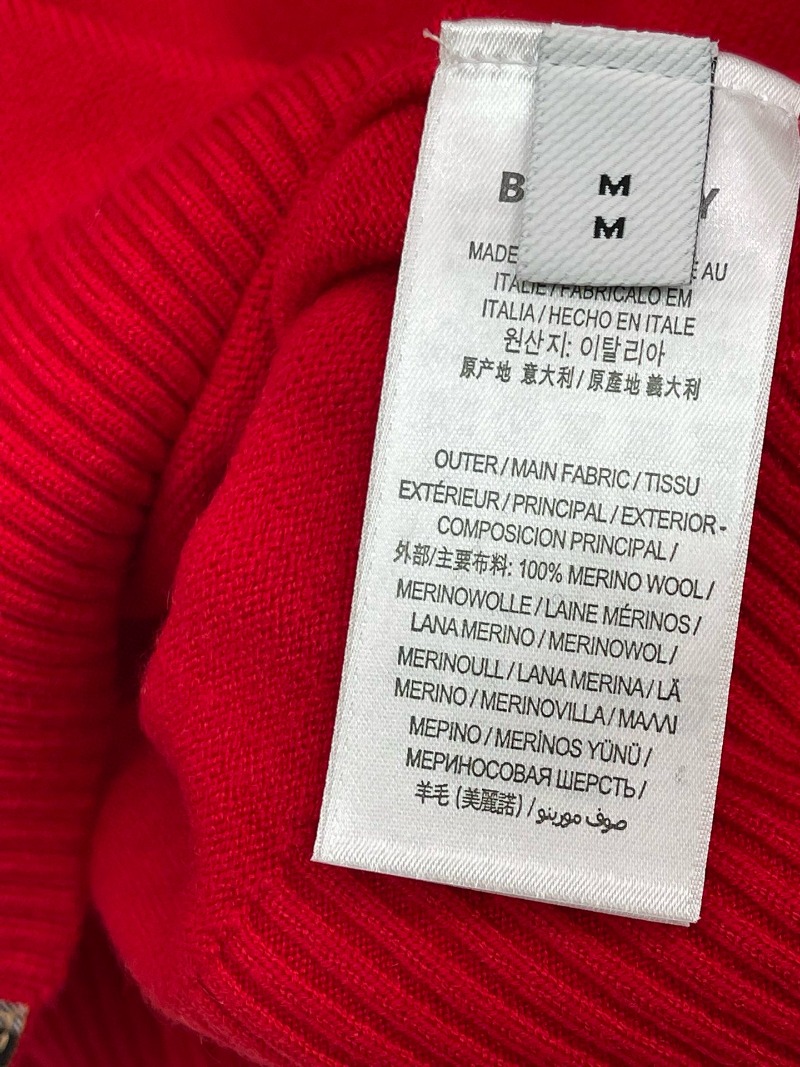 M
M
B Y
MADE E AU
ITALIE / FABRICALO EM
ITALIA / HECHO EN ITALE
원산지: 이탈리아
原产地 意大利 / 原產地 義大利
OUTER / MAIN FABRIC / TISSU
EXTÉRIEUR / PRINCIPAL / EXTERIOR-
COMPOSICION PRINCIPAL /
外部/主要布料: 100% MERINO WOOL /
MERINOWOLLE / LAINE MÉRINOS /
LANA MERINO / MERINOWOL /
MERINOULL / LANA MERINA / LÄ
MERINO / MERINOVILLA / ΜΑΛΛΙ
ΜΕΡΙΝΟ / MERİNOS YÜNÜ /
МЕРИНОСОВАЯ ШЕРСТЬ /
羊毛 (美麗諾) / صوف مورينو